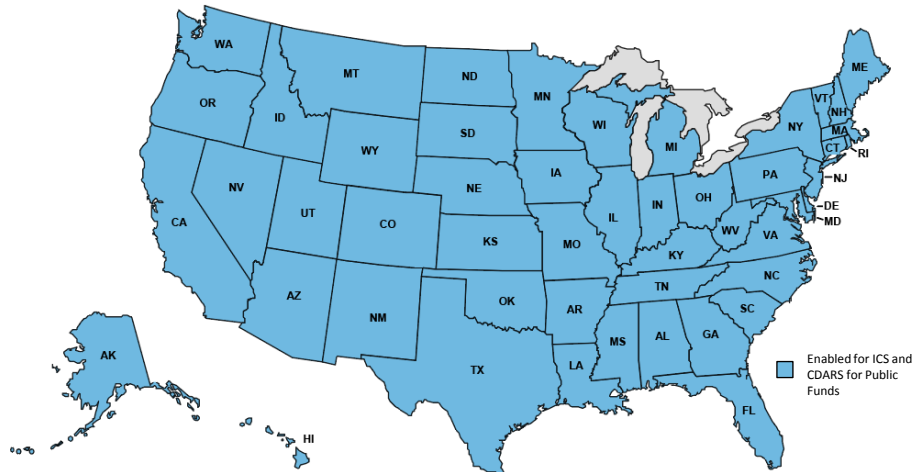 WA
MT
ND
MN
ME
VT
NH
OR
ID
SD
WI
NY
MA
MI
CT
RI
WY
IA
PA
NJ
NE
NV
OH
IL
IN
DE
UT
CO
MD
CA
WV
VA
KS
MO
KY
NC
TN
AZ
OK
NM
AR
SC
MS
AL
GA
AK
Enabled for ICS and
CDARS for Public
Funds
TX
LA
FL
HI